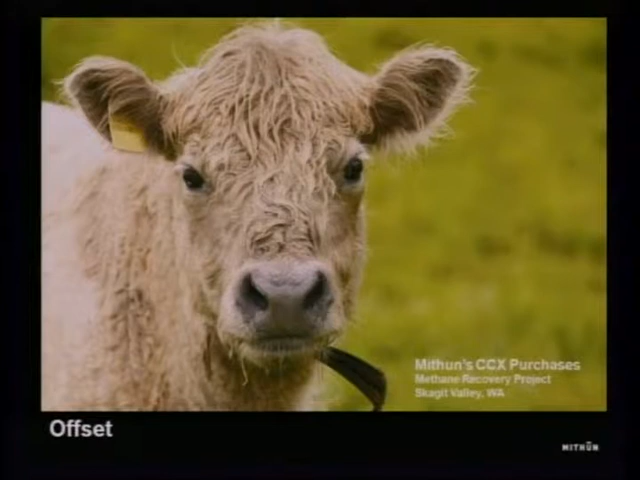 Mithun's CCX Purchases
Methane Recovery Project
Skagit Valley, WA
Offset
MITHŪN